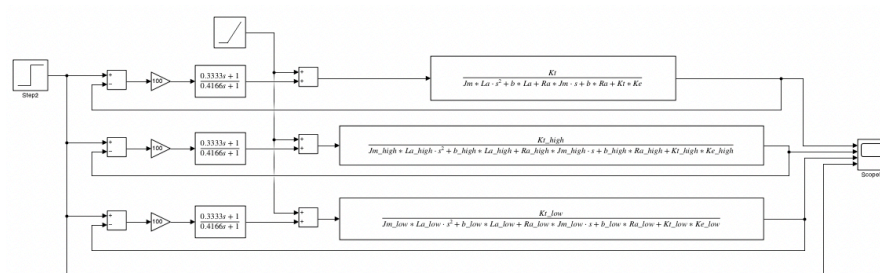 Step2
+
−
100
0.3333s + 1
0.4166s + 1
+
+
Kt
Jm * La · s² + b * La + Ra * Jm · s + b * Ra + Kt * Ke
+
−
100
0.3333s + 1
0.4166s + 1
+
+
Kt_high
Jm_high * La_high · s² + b_high * La_high + Ra_high * Jm_high · s + b_high * Ra_high + Kt_high * Ke_high
Scope
+
−
100
0.3333s + 1
0.4166s + 1
+
+
Kt_low
Jm_low * La_low · s² + b_low * La_low + Ra_low * Jm_low · s + b_low * Ra_low + Kt_low * Ke_low